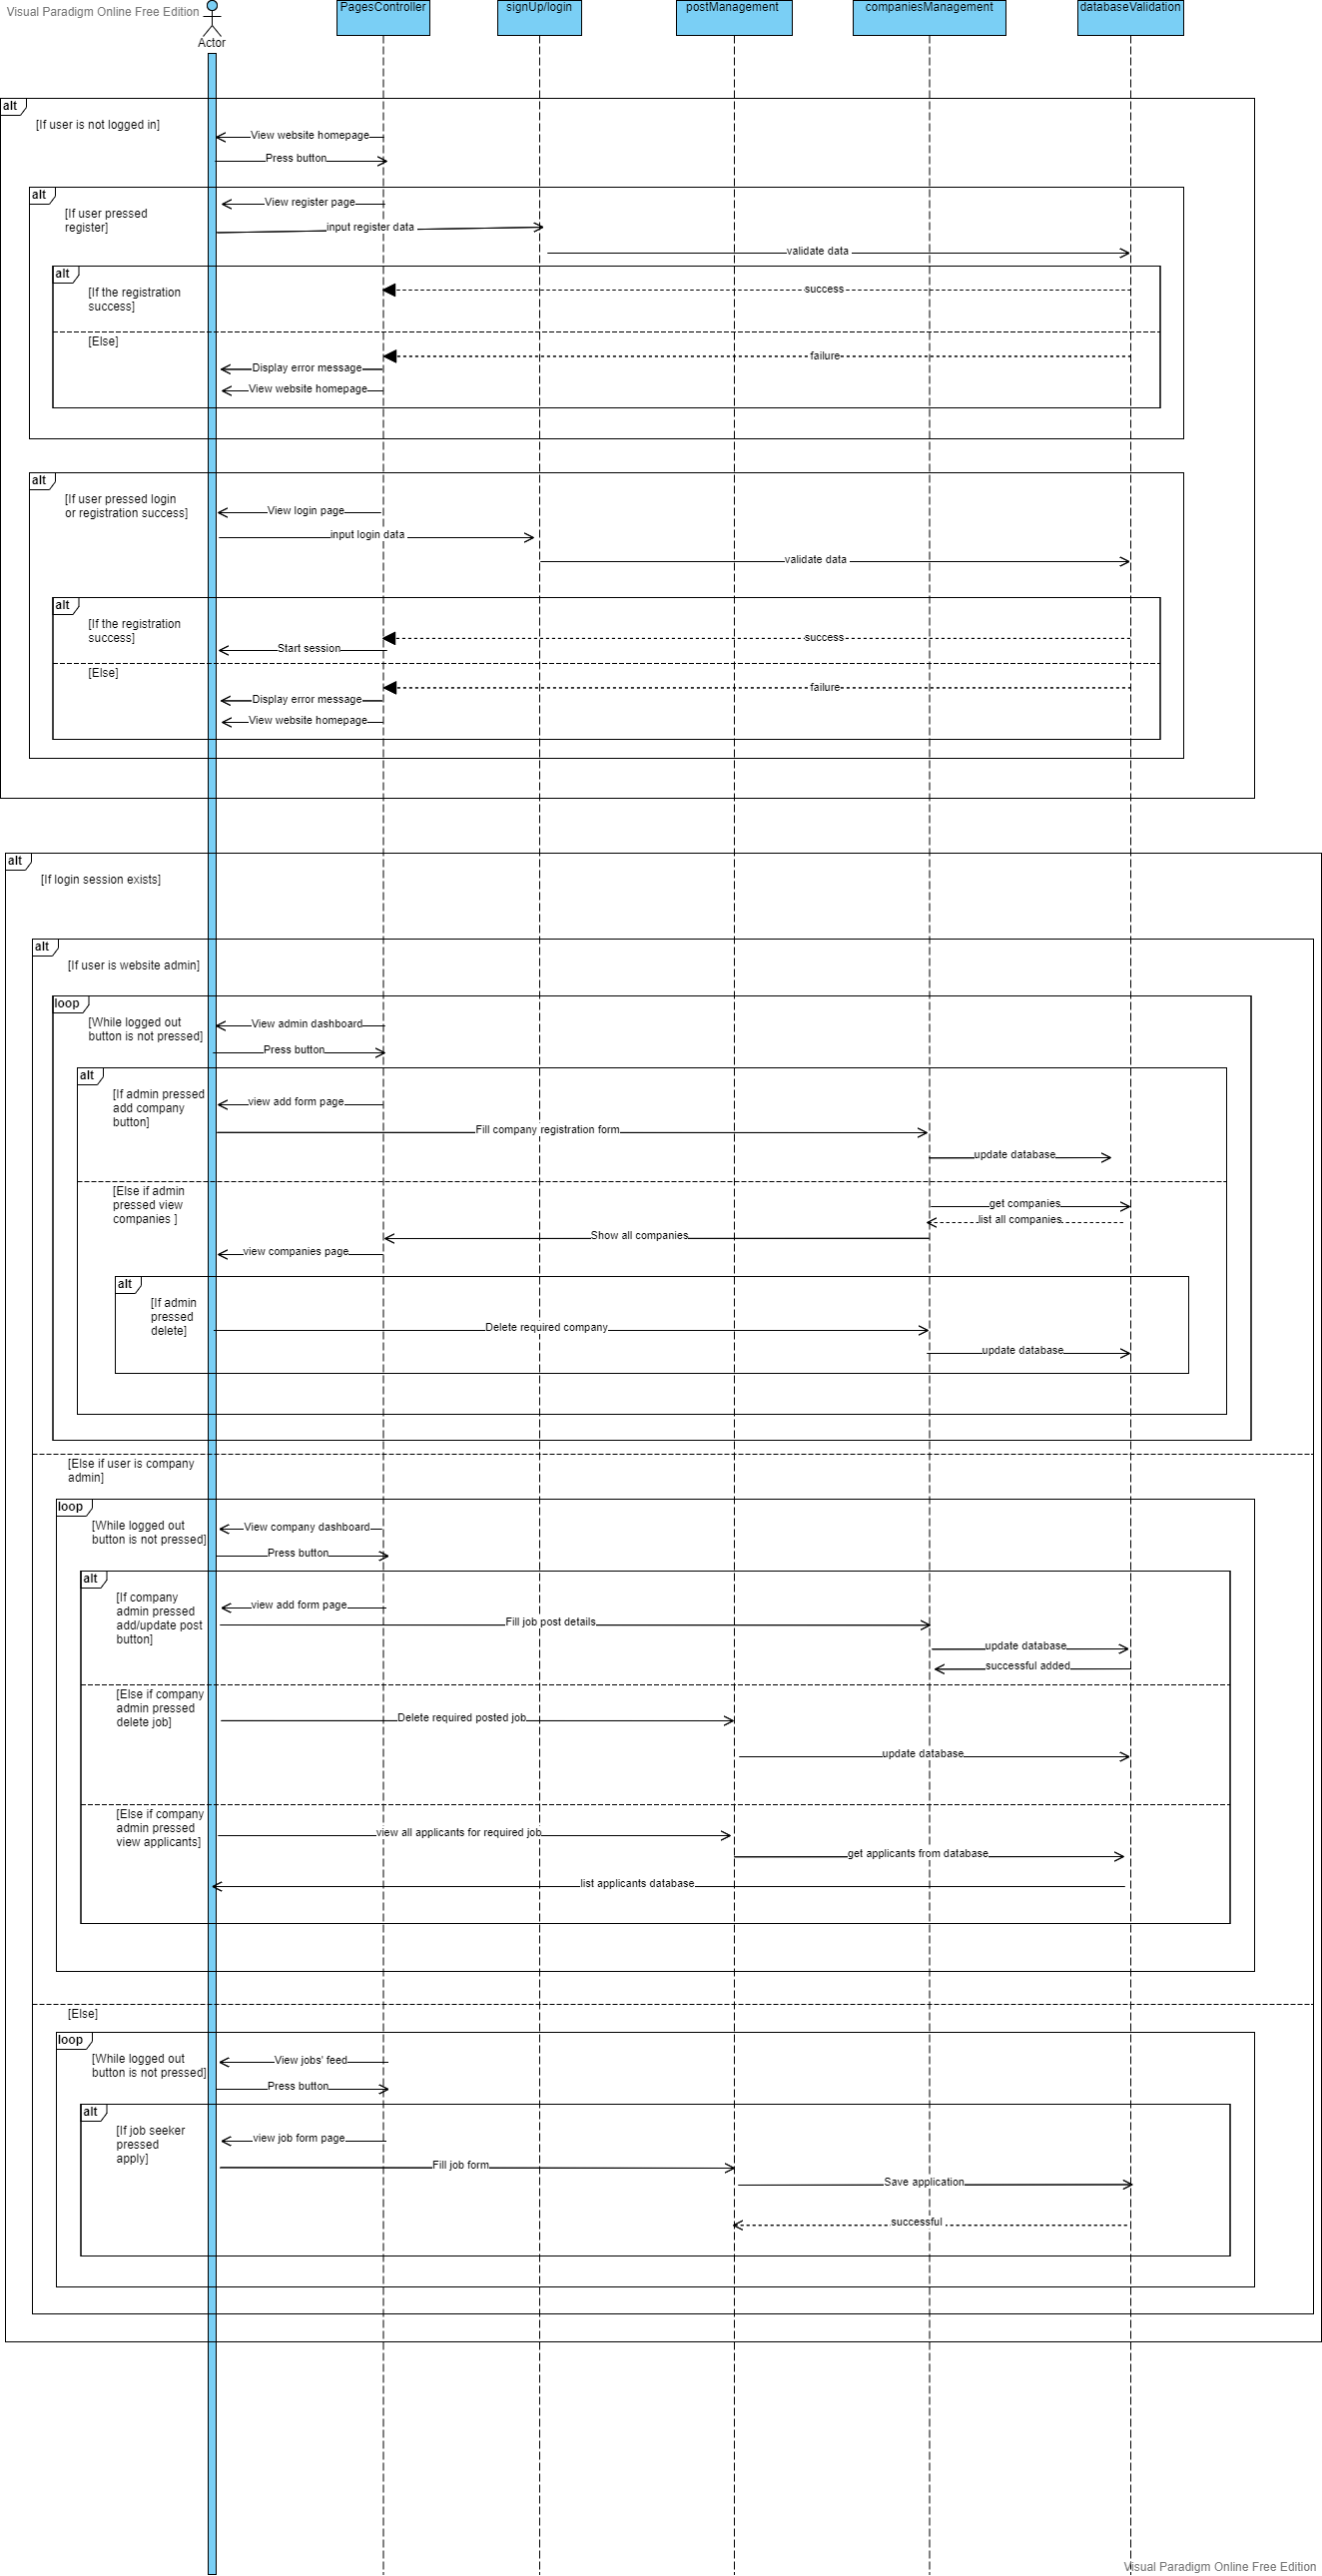 Visual Paradigm Online Free Edition
Actor
PagesController
signUp/login
postManagement
companiesManagement
databaseValidation
alt
[If user is not logged in]
View website homepage
Press button
alt
[If user pressed
register]
View register page
input register data
validate data
alt
[If the registration
success]
success
[Else]
failure
Display error message
View website homepage
alt
[If user pressed login
or registration success]
View login page
input login data
validate data
alt
[If the registration
success]
success
Start session
[Else]
failure
Display error message
View website homepage
alt
[If login session exists]
alt
[If user is website admin]
loop
[While logged out
button is not pressed]
View admin dashboard
Press button
alt
[If admin pressed
add company
button]
view add form page
Fill company registration form
update database
[Else if admin
pressed view
companies ]
get companies
list all companies
Show all companies
view companies page
alt
[If admin
pressed
delete]
Delete required company
update database
[Else if user is company
admin]
loop
[While logged out
button is not pressed]
View company dashboard
Press button
alt
[If company
admin pressed
add/update post
button]
view add form page
Fill job post details
update database
successful added
[Else if company
admin pressed
delete job]
Delete required posted job
update database
[Else if company
admin pressed
view applicants]
view all applicants for required job
get applicants from database
list applicants database
[Else]
loop
[While logged out
button is not pressed]
View jobs' feed
Press button
alt
[If job seeker
pressed
apply]
view job form page
Fill job form
Save application
successful
Visual Paradigm Online Free Edition